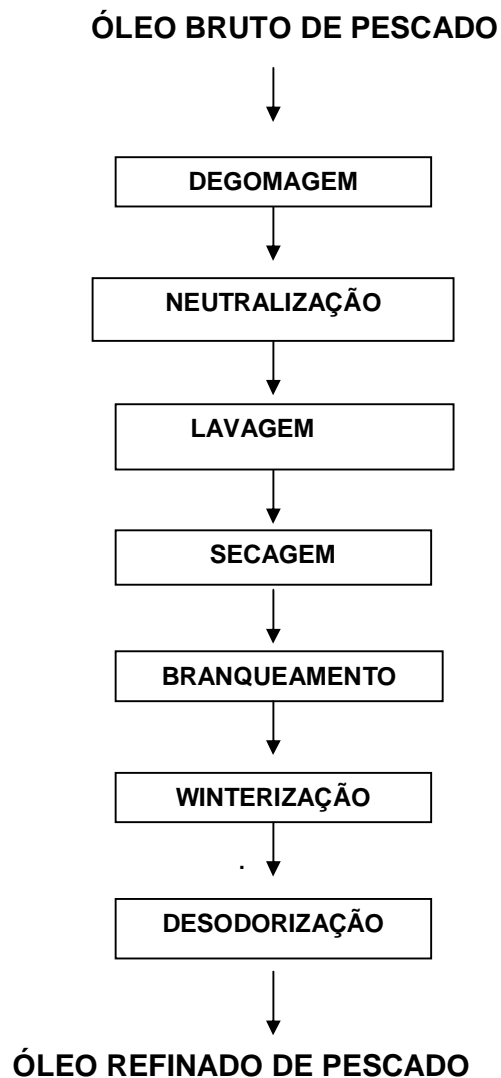 ÓLEO BRUTO DE PESCADO
DEGOMAGEM
NEUTRALIZAÇÃO
LAVAGEM
SECAGEM
BRANQUEAMENTO
WINTERIZAÇÃO
.
DESODORIZAÇÃO
ÓLEO REFINADO DE PESCADO